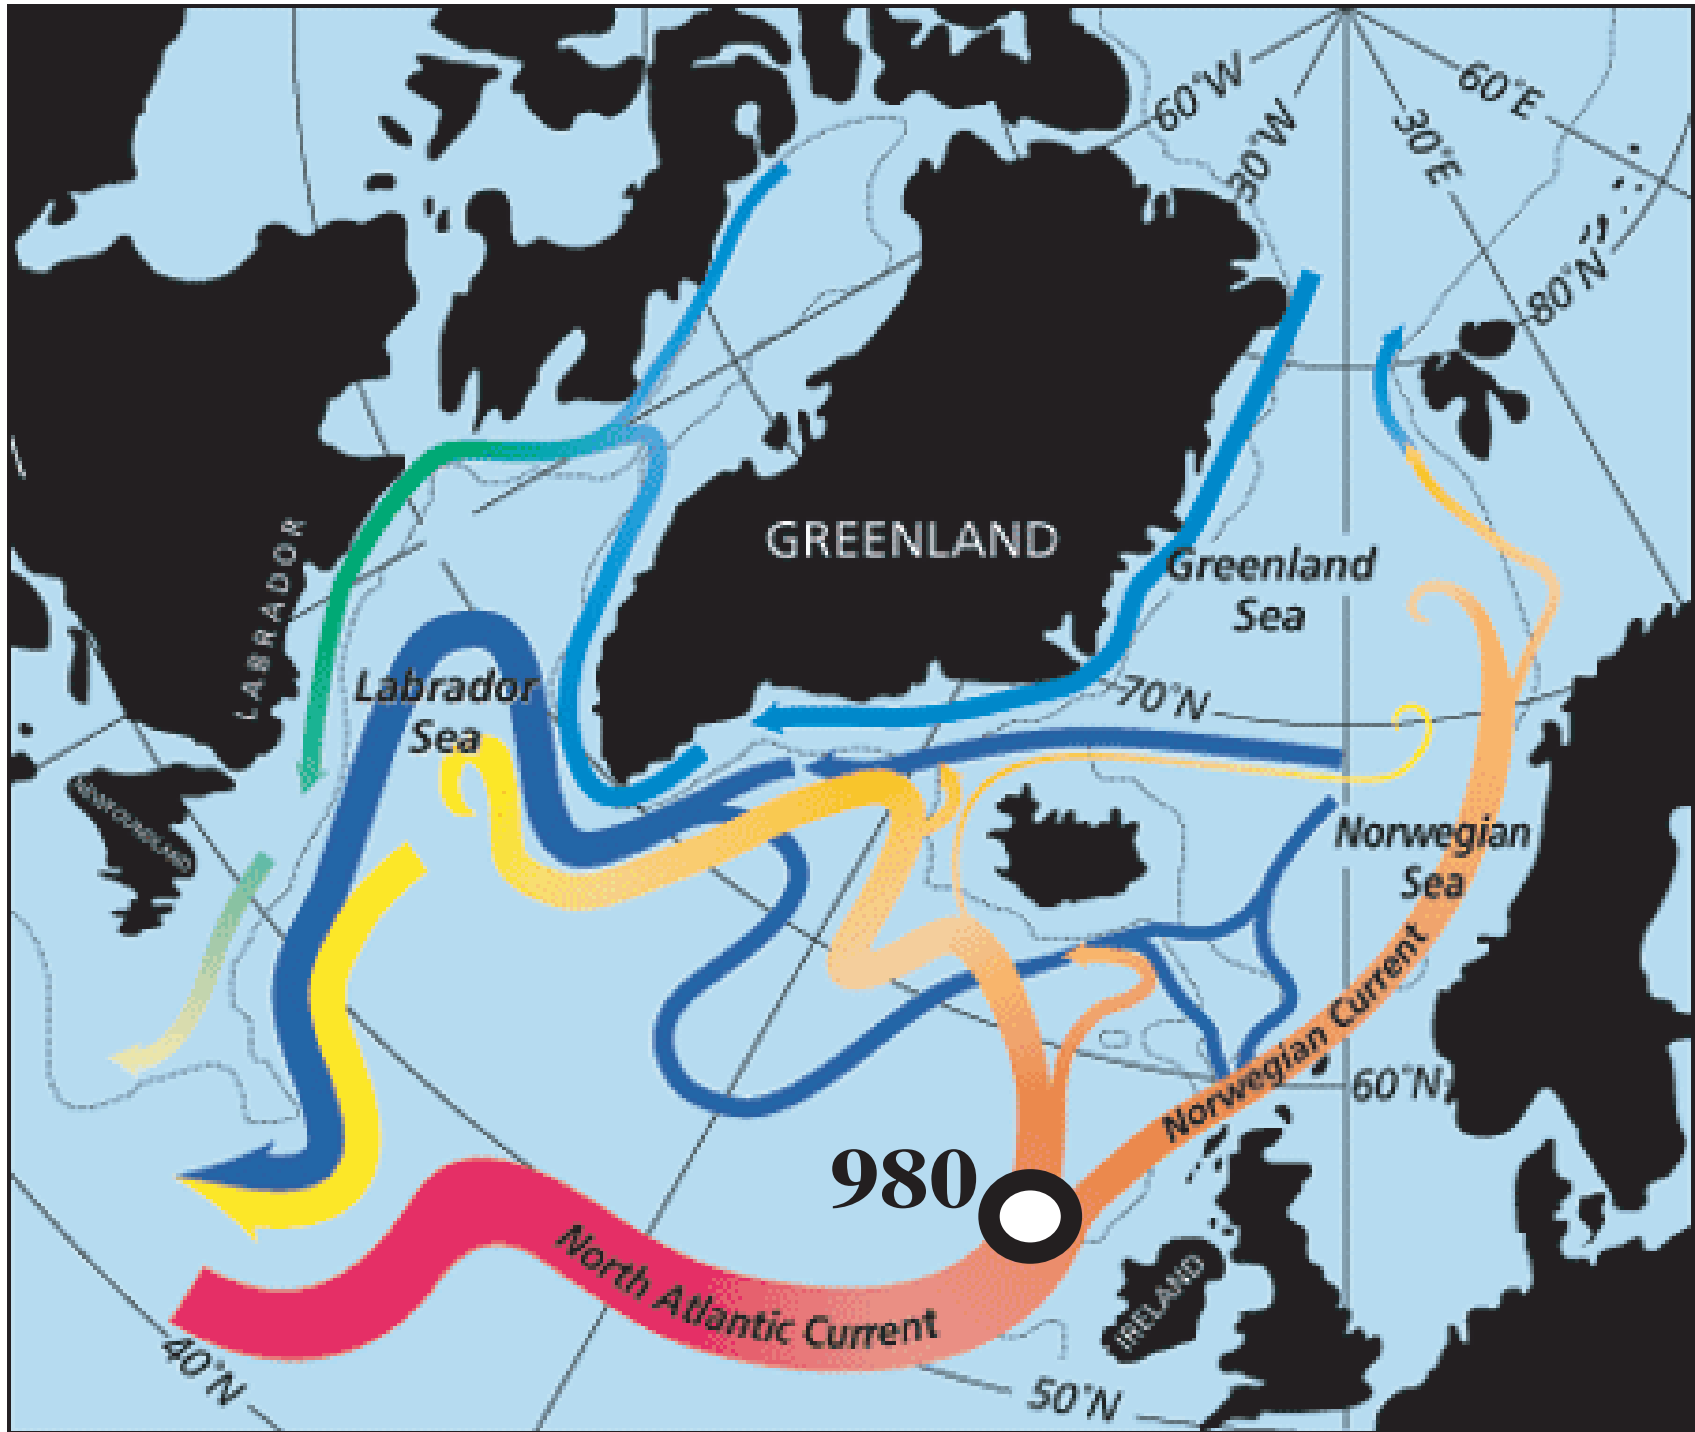 60°W
60°E
30°W
30°E
80°N
GREENLAND
Greenland
Sea
LABRADOR
Labrador
Sea
70°N
NEWFOUNDLAND
Norwegian
Sea
Norwegian Current
60°N
980
North Atlantic Current
IRELAND
40°N
50°N